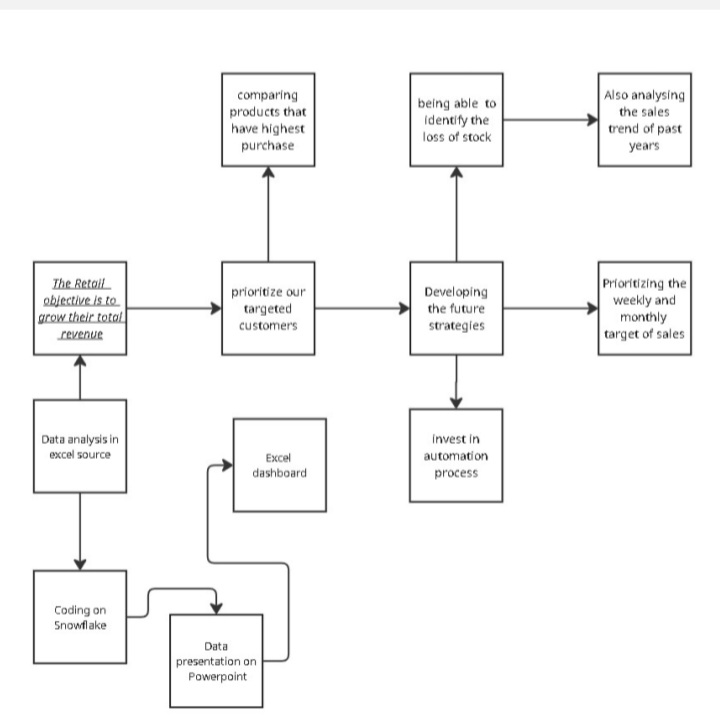 comparing
products that
have highest
purchase
being able to
identify the
loss of stock
Also analysing
the sales
trend of past
years
The Retail
objective is to
grow their total
revenue
prioritize our
targeted
customers
Developing
the future
strategies
Prioritizing the
weekly and
monthly
target of sales
Data analysis in
excel source
Excel
dashboard
invest in
automation
process
Coding on
Snowflake
Data
presentation on
Powerpoint